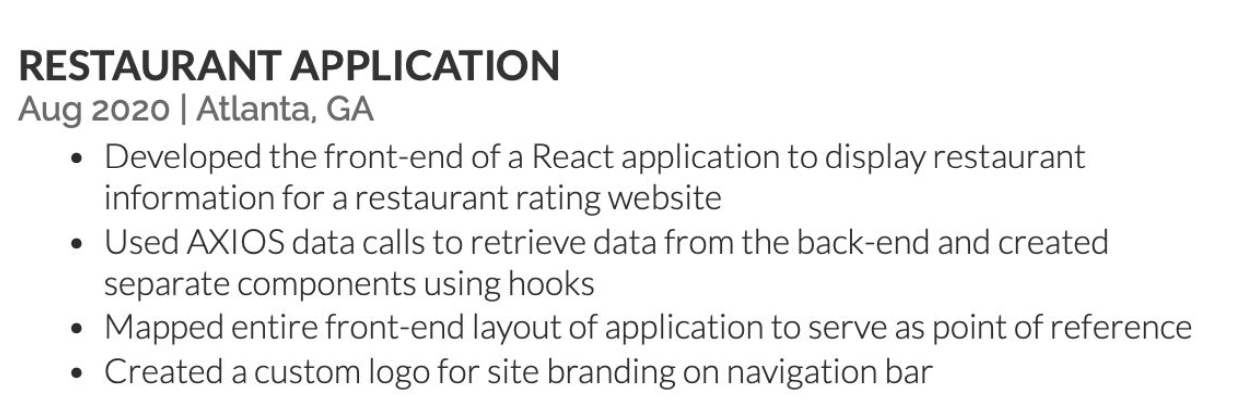 RESTAURANT APPLICATION
Aug 2020 | Atlanta, GA
• Developed the front-end of a React application to display restaurant
information for a restaurant rating website
• Used AXIOS data calls to retrieve data from the back-end and created
separate components using hooks
• Mapped entire front-end layout of application to serve as point of reference
• Created a custom logo for site branding on navigation bar